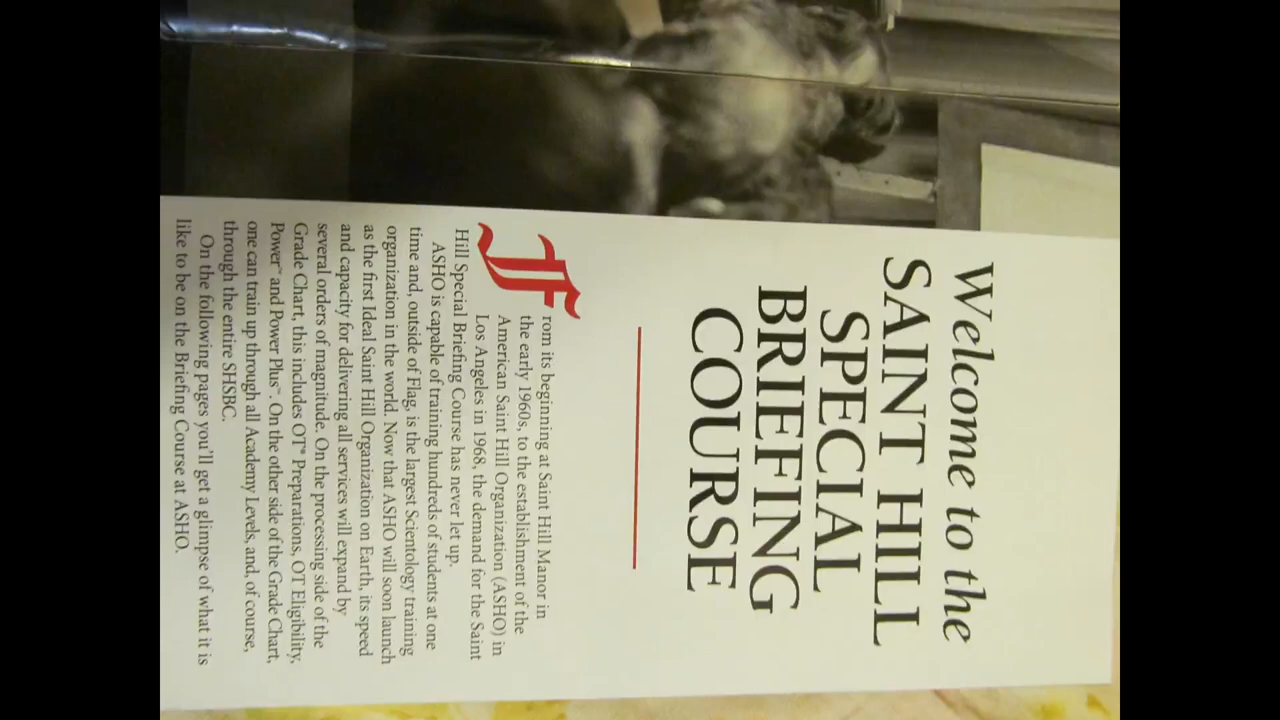 Welcome to the
SAINT HILL
SPECIAL
BRIEFING
COURSE
From its beginning at Saint Hill Manor in
the early 1960s, to the establishment of the
American Saint Hill Organization (ASHO) in
Los Angeles in 1968, the demand for the Saint
Hill Special Briefing Course has never let up.
ASHO is capable of training hundreds of students at one
time and, outside of Flag, is the largest Scientology training
organization in the world. Now that ASHO will soon launch
as the first Ideal Saint Hill Organization on Earth, its speed
and capacity for delivering all services will expand by
several orders of magnitude. On the processing side of the
Grade Chart, this includes OT® Preparations, OT Eligibility,
Power™ and Power Plus™. On the other side of the Grade Chart,
one can train up through all Academy Levels, and, of course,
through the entire SHSBC.
On the following pages you'll get a glimpse of what it is
like to be on the Briefing Course at ASHO.